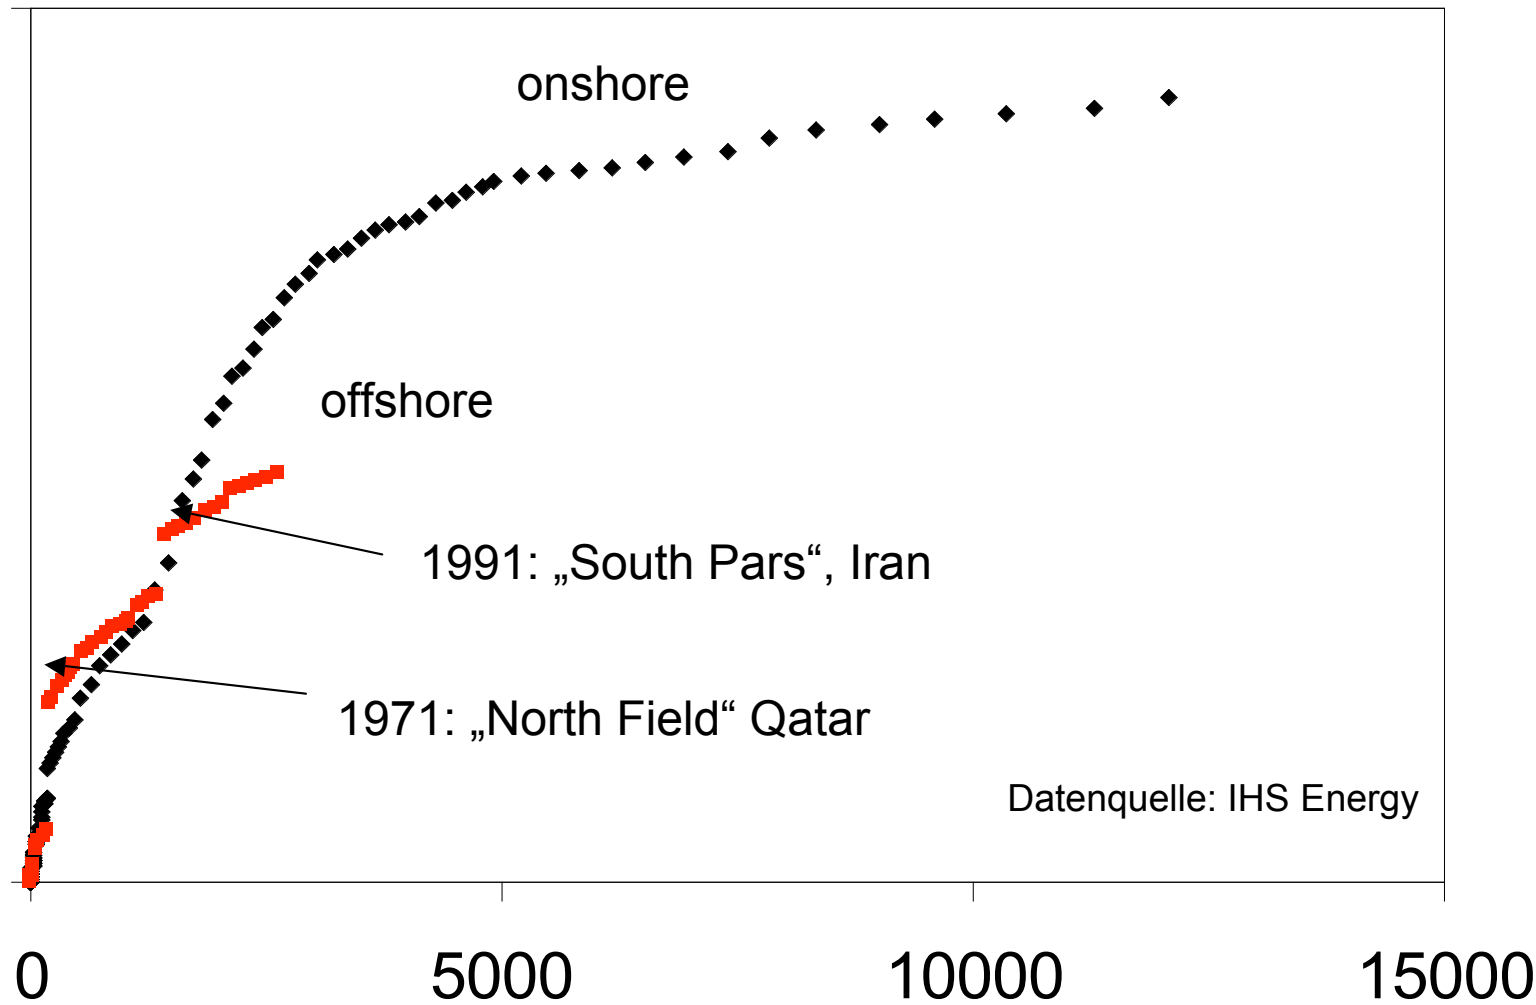 onshore
offshore
1991: „South Pars“, Iran
1971: „North Field“ Qatar
Datenquelle: IHS Energy
0 5000 10000 15000